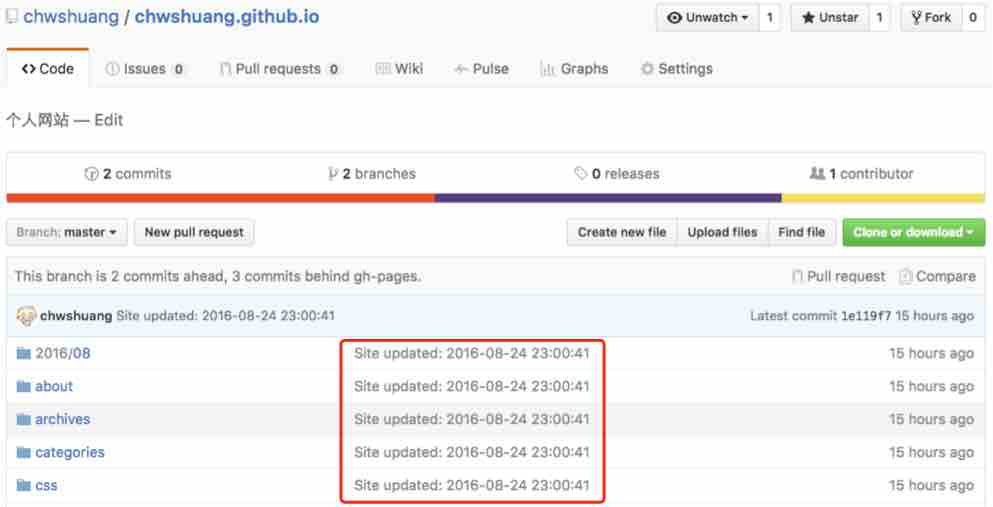 chwshuang / chwshuang.github.io Unwatch 1 Unstar 1 Fork 0
Code Issues 0 Pull requests 0 Wiki Pulse Graphs Settings
个人网站 — Edit
2 commits 2 branches 0 releases 1 contributor
Branch: master New pull request Create new file Upload files Find file Clone or download
This branch is 2 commits ahead, 3 commits behind gh-pages. Pull request Compare
chwshuang Site updated: 2016-08-24 23:00:41 Latest commit 1e119f7 15 hours ago
2016/08 Site updated: 2016-08-24 23:00:41 15 hours ago
about Site updated: 2016-08-24 23:00:41 15 hours ago
archives Site updated: 2016-08-24 23:00:41 15 hours ago
categories Site updated: 2016-08-24 23:00:41 15 hours ago
css Site updated: 2016-08-24 23:00:41 15 hours ago